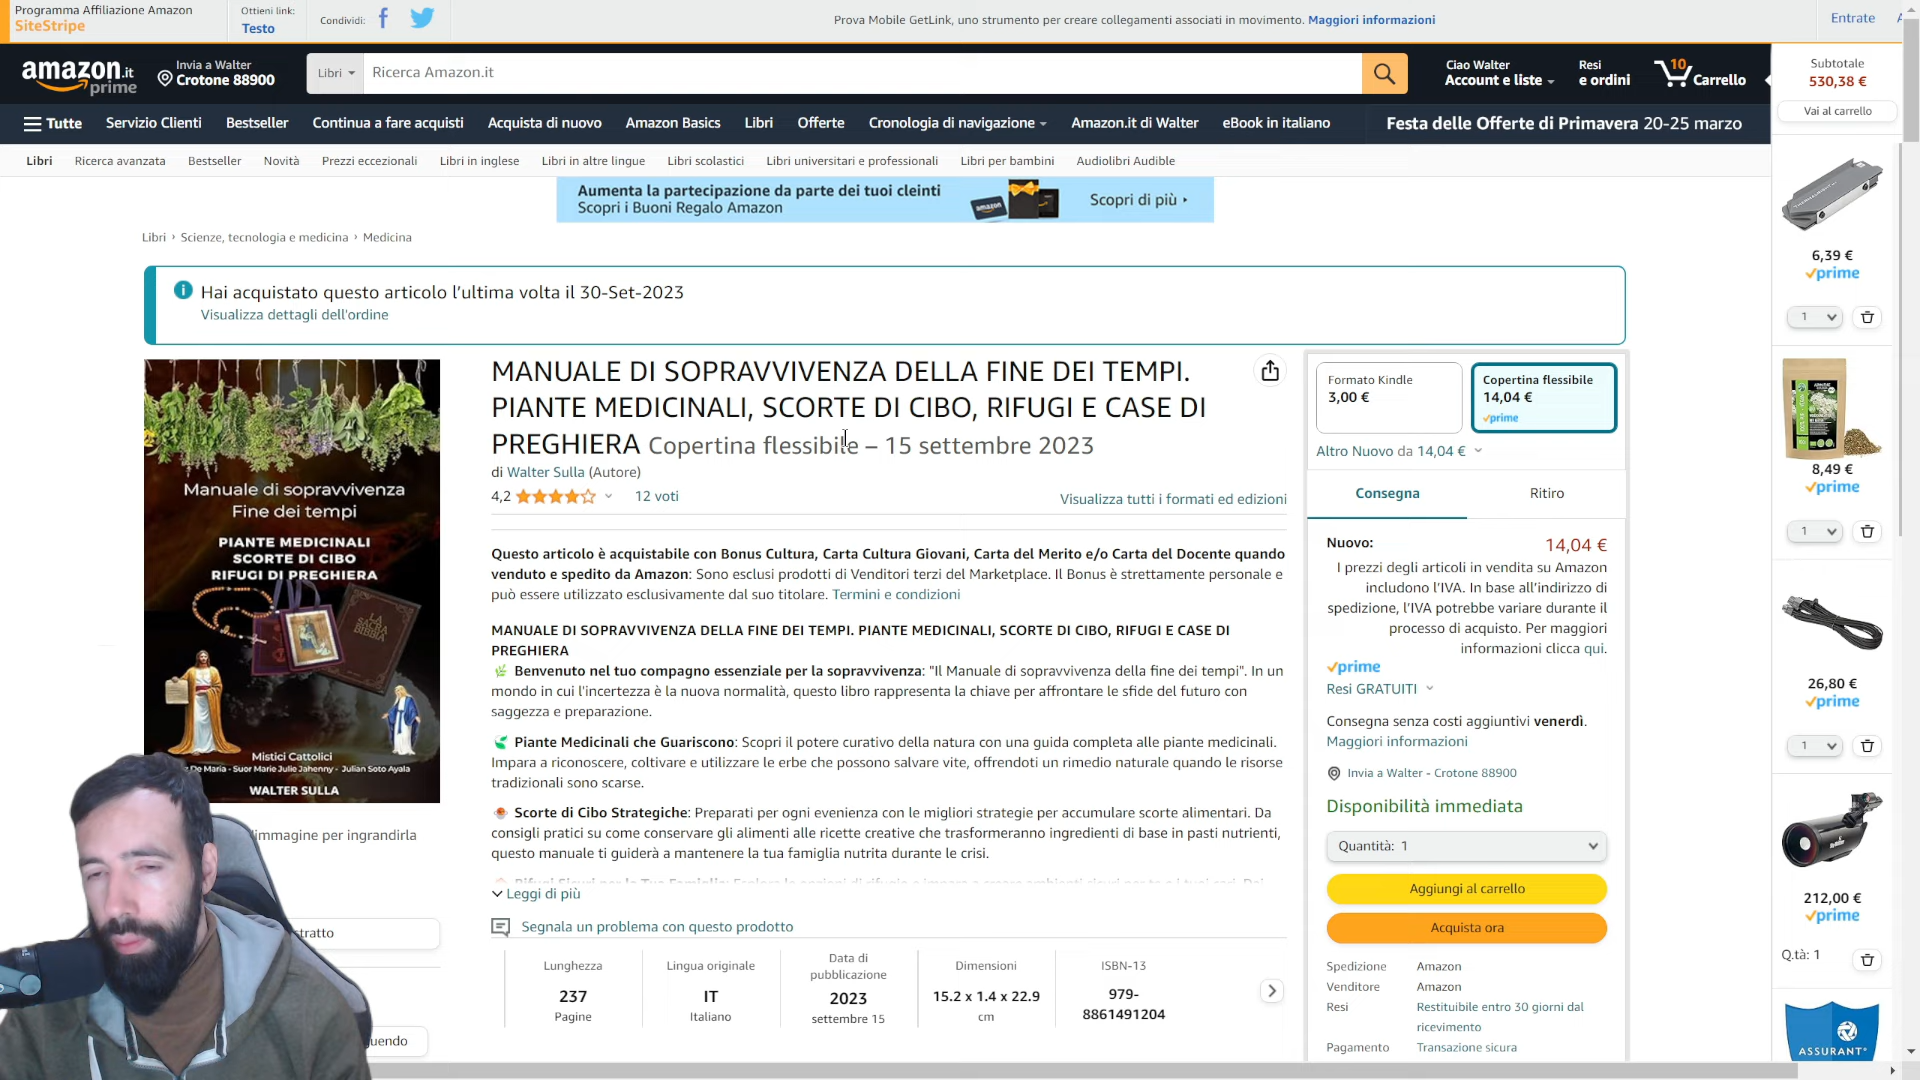 Programma Affiliazione Amazon
SiteStripe
Ottieni link:
Testo
Condividi:
Prova Mobile GetLink, uno strumento per creare collegamenti associati in movimento. Maggiori informazioni
Entrate
amazon.it
prime
Invia a Walter
Crotone 88900
Libri
Ricerca Amazon.it
Ciao Walter
Account e liste
Resi
e ordini
10
Carrello
Subtotale
530,38 €
Vai al carrello
Tutte
Servizio Clienti
Bestseller
Continua a fare acquisti
Acquista di nuovo
Amazon Basics
Libri
Offerte
Cronologia di navigazione
Amazon.it di Walter
eBook in italiano
Festa delle Offerte di Primavera 20-25 marzo
Libri
Ricerca avanzata
Bestseller
Novità
Prezzi eccezionali
Libri in inglese
Libri in altre lingue
Libri scolastici
Libri universitari e professionali
Libri per bambini
Audiolibri Audible
Aumenta la partecipazione da parte dei tuoi cleinti
Scopri i Buoni Regalo Amazon
amazon
Scopri di più
Libri › Scienze, tecnologia e medicina › Medicina
Hai acquistato questo articolo l'ultima volta il 30-Set-2023
Visualizza dettagli dell'ordine
Manuale di sopravvivenza
Fine dei tempi
PIANTE MEDICINALI
SCORTE DI CIBO
RIFUGI DI PREGHIERA
LA SACRA BIBBIA
Mistici Cattolici
De Maria - Suor Marie Julie Jahenny - Julian Soto Ayala
WALTER SULLA
l'immagine per ingrandirla
MANUALE DI SOPRAVVIVENZA DELLA FINE DEI TEMPI.
PIANTE MEDICINALI, SCORTE DI CIBO, RIFUGI E CASE DI
PREGHIERA Copertina flessibile – 15 settembre 2023
di Walter Sulla (Autore)
4,2
12 voti
Visualizza tutti i formati ed edizioni
Questo articolo è acquistabile con Bonus Cultura, Carta Cultura Giovani, Carta del Merito e/o Carta del Docente quando
venduto e spedito da Amazon: Sono esclusi prodotti di Venditori terzi del Marketplace. Il Bonus è strettamente personale e
può essere utilizzato esclusivamente dal suo titolare. Termini e condizioni
MANUALE DI SOPRAVVIVENZA DELLA FINE DEI TEMPI. PIANTE MEDICINALI, SCORTE DI CIBO, RIFUGI E CASE DI
PREGHIERA
Benvenuto nel tuo compagno essenziale per la sopravvivenza: "Il Manuale di sopravvivenza della fine dei tempi". In un
mondo in cui l'incertezza è la nuova normalità, questo libro rappresenta la chiave per affrontare le sfide del futuro con
saggezza e preparazione.
Piante Medicinali che Guariscono: Scopri il potere curativo della natura con una guida completa alle piante medicinali.
Impara a riconoscere, coltivare e utilizzare le erbe che possono salvare vite, offrendoti un rimedio naturale quando le risorse
tradizionali sono scarse.
Scorte di Cibo Strategiche: Preparati per ogni evenienza con le migliori strategie per accumulare scorte alimentari. Da
consigli pratici su come conservare gli alimenti alle ricette creative che trasformeranno ingredienti di base in pasti nutrienti,
questo manuale ti guiderà a mantenere la tua famiglia nutrita durante le crisi.
Leggi di più
Segnala un problema con questo prodotto
Lunghezza
237
Pagine
Lingua originale
IT
Italiano
Data di
pubblicazione
2023
settembre 15
Dimensioni
15.2 x 1.4 x 22.9
cm
ISBN-13
979-
8861491204
Formato Kindle
3,00 €
Copertina flessibile
14,04 €
prime
Altro Nuovo da 14,04 €
Consegna
Ritiro
Nuovo:
14,04 €
I prezzi degli articoli in vendita su Amazon
includono l'IVA. In base all'indirizzo di
spedizione, l'IVA potrebbe variare durante il
processo di acquisto. Per maggiori
informazioni clicca qui.
prime
Resi GRATUITI
Consegna senza costi aggiuntivi venerdì.
Maggiori informazioni
Invia a Walter - Crotone 88900
Disponibilità immediata
Quantità: 1
Aggiungi al carrello
Acquista ora
Spedizione Amazon
Venditore Amazon
Resi Restituibile entro 30 giorni dal
ricevimento
Pagamento Transazione sicura
6,39 €
prime
1
8,49 €
prime
1
26,80 €
prime
1
212,00 €
prime
Q.tà: 1
ASSURANT